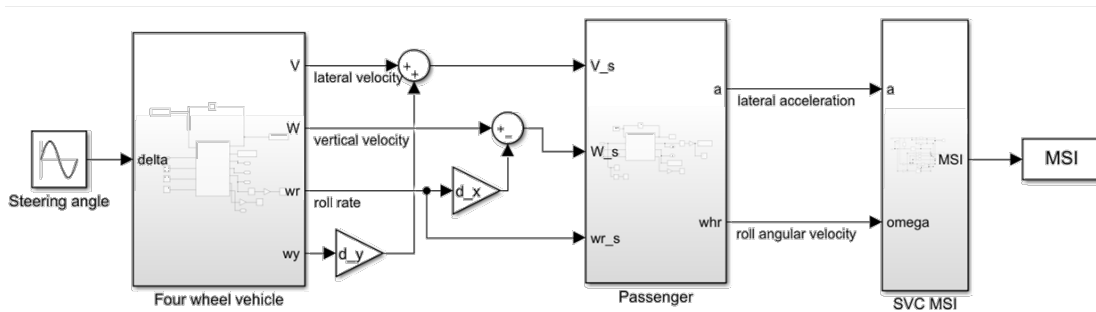 Steering angle
delta
V
W
wr
wy
Four wheel vehicle
lateral velocity
vertical velocity
roll rate
d_y
d_x
+
+
+
-
V_s
W_s
wr_s
a
whr
Passenger
lateral acceleration
roll angular velocity
a
omega
MSI
SVC MSI
MSI